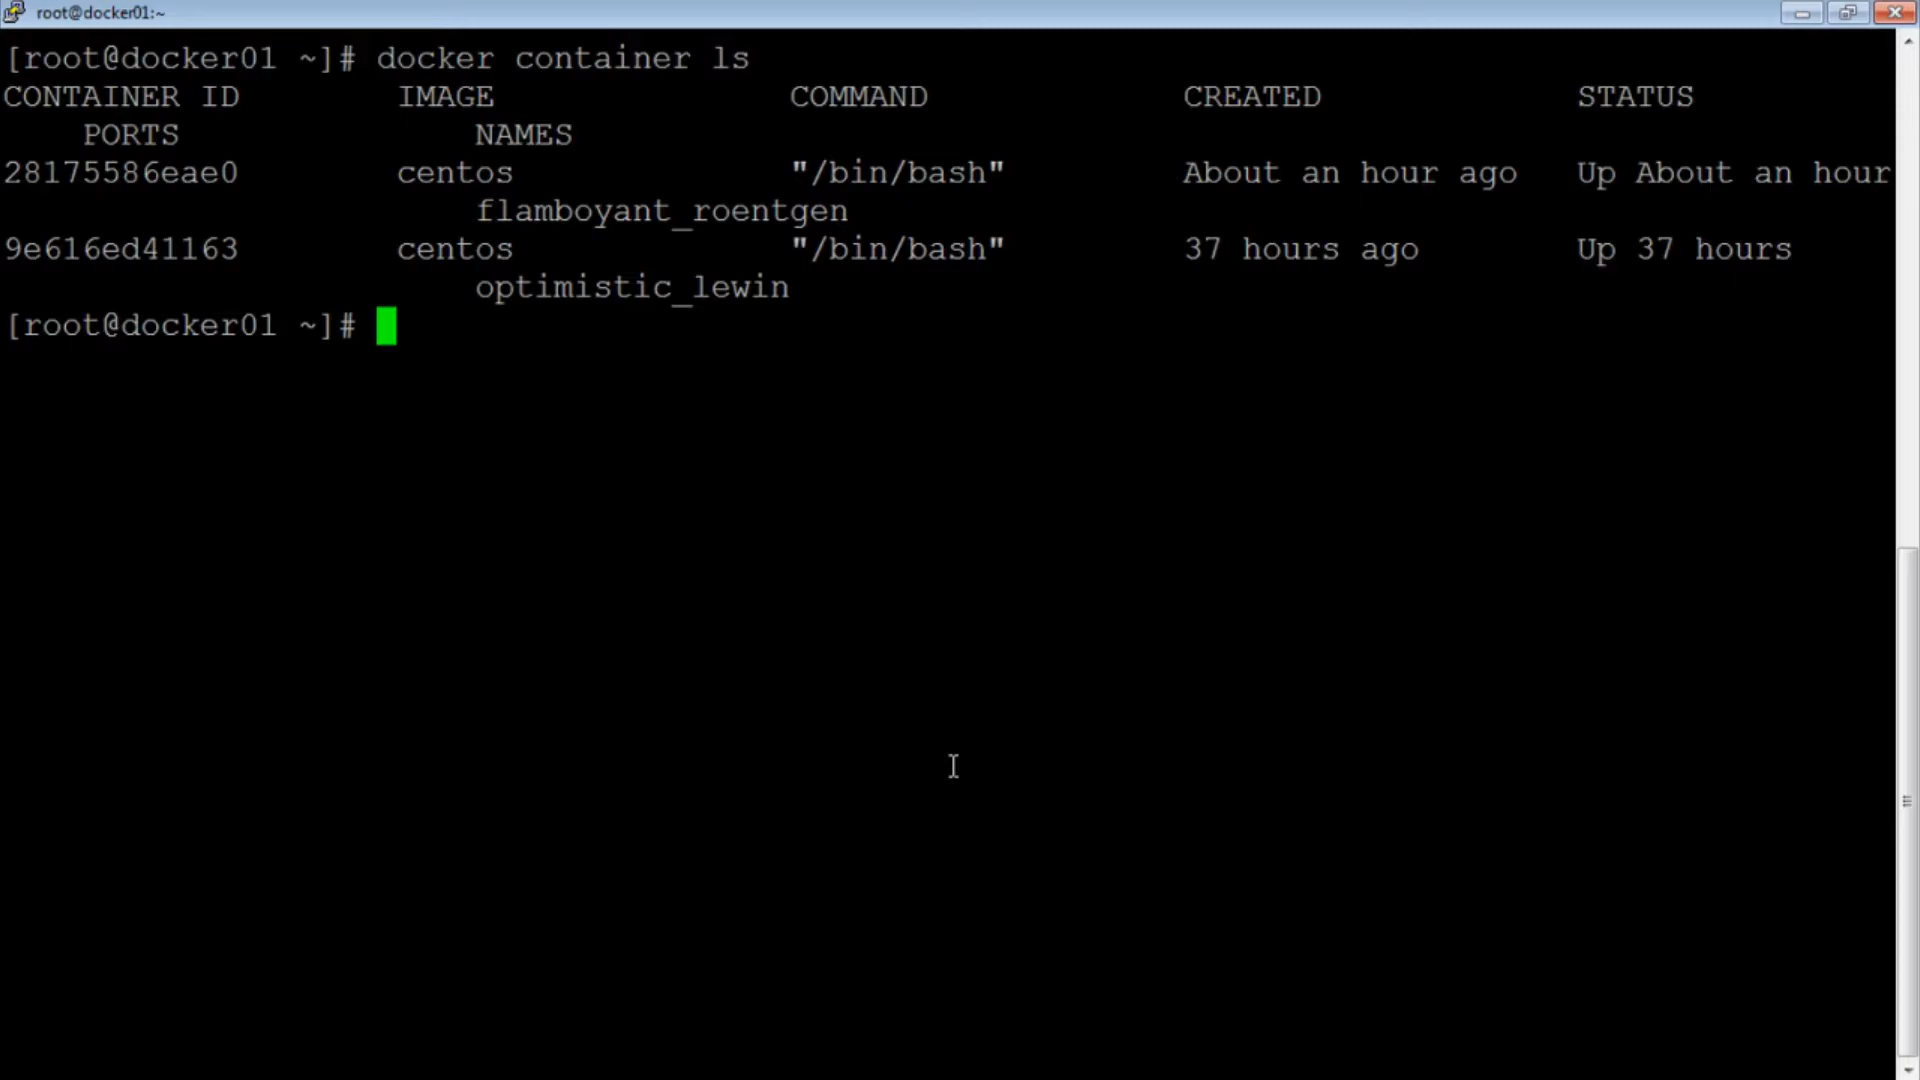 root@docker01:~
[root@docker01 ~]# docker container ls
CONTAINER ID        IMAGE               COMMAND             CREATED             STATUS
    PORTS               NAMES
28175586eae0        centos              "/bin/bash"         About an hour ago   Up About an hour
                        flamboyant_roentgen
9e616ed41163        centos              "/bin/bash"         37 hours ago        Up 37 hours
                        optimistic_lewin
[root@docker01 ~]#